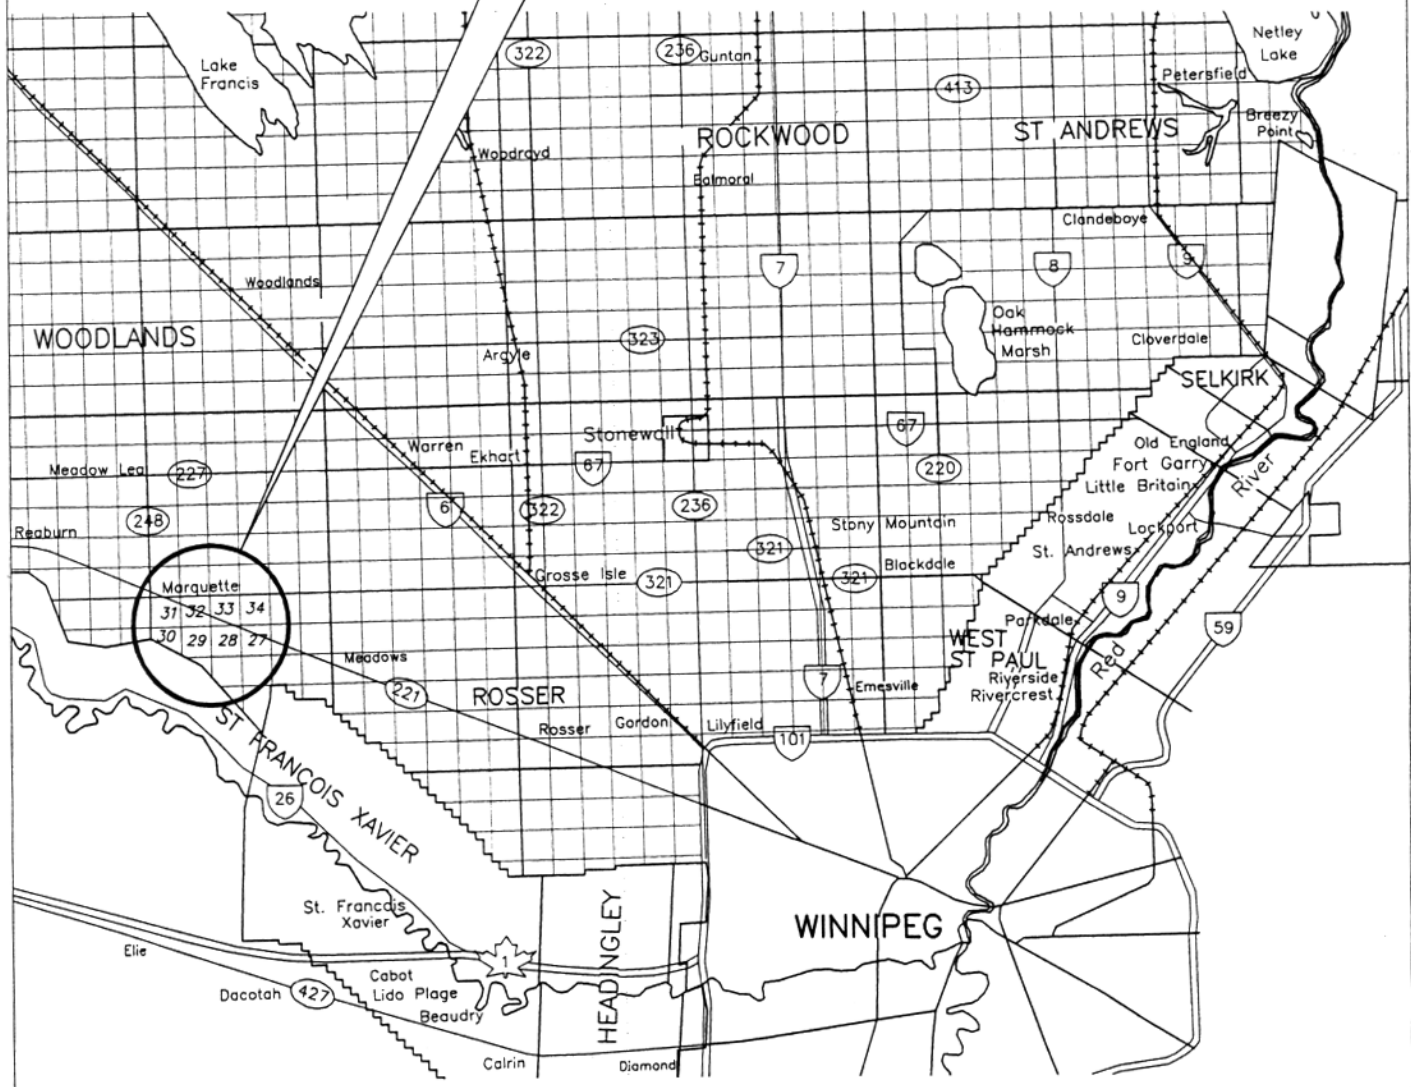 Netley
Lake
322
236
Guntan
Lake
Francis
Petersfield
413
Breezy
Point
ROCKWOOD
ST ANDREWS
Woodroyd
Balmoral
Clandeboye
7
8
9
Woodlands
Oak
Hammock
Marsh
WOODLANDS
323
Cloverdale
Argyle
SELKIRK
67
Stonewall
Warren
Ekhart
Old England
Fort Garry
Little Britain
River
Meadow Lea
227
67
220
248
6
322
236
Reaburn
Stony Mountain
Rossdale
Lockport
321
St. Andrews
Blackdale
Grosse Isle
321
321
Marquette
31 32 33 34
30 29 28 27
9
Parkdale
59
WEST
ST PAUL
Red
Meadows
221
ROSSER
7
Emesville
Riverside
Rivercrest
Rosser
Gordon
Lilyfield
101
ST FRANCOIS XAVIER
26
St. Francois
Xavier
HEADINGLEY
WINNIPEG
Elie
1
Cabot
Lido Plage
Beaudry
Dacotah
427
Calrin
Diamond